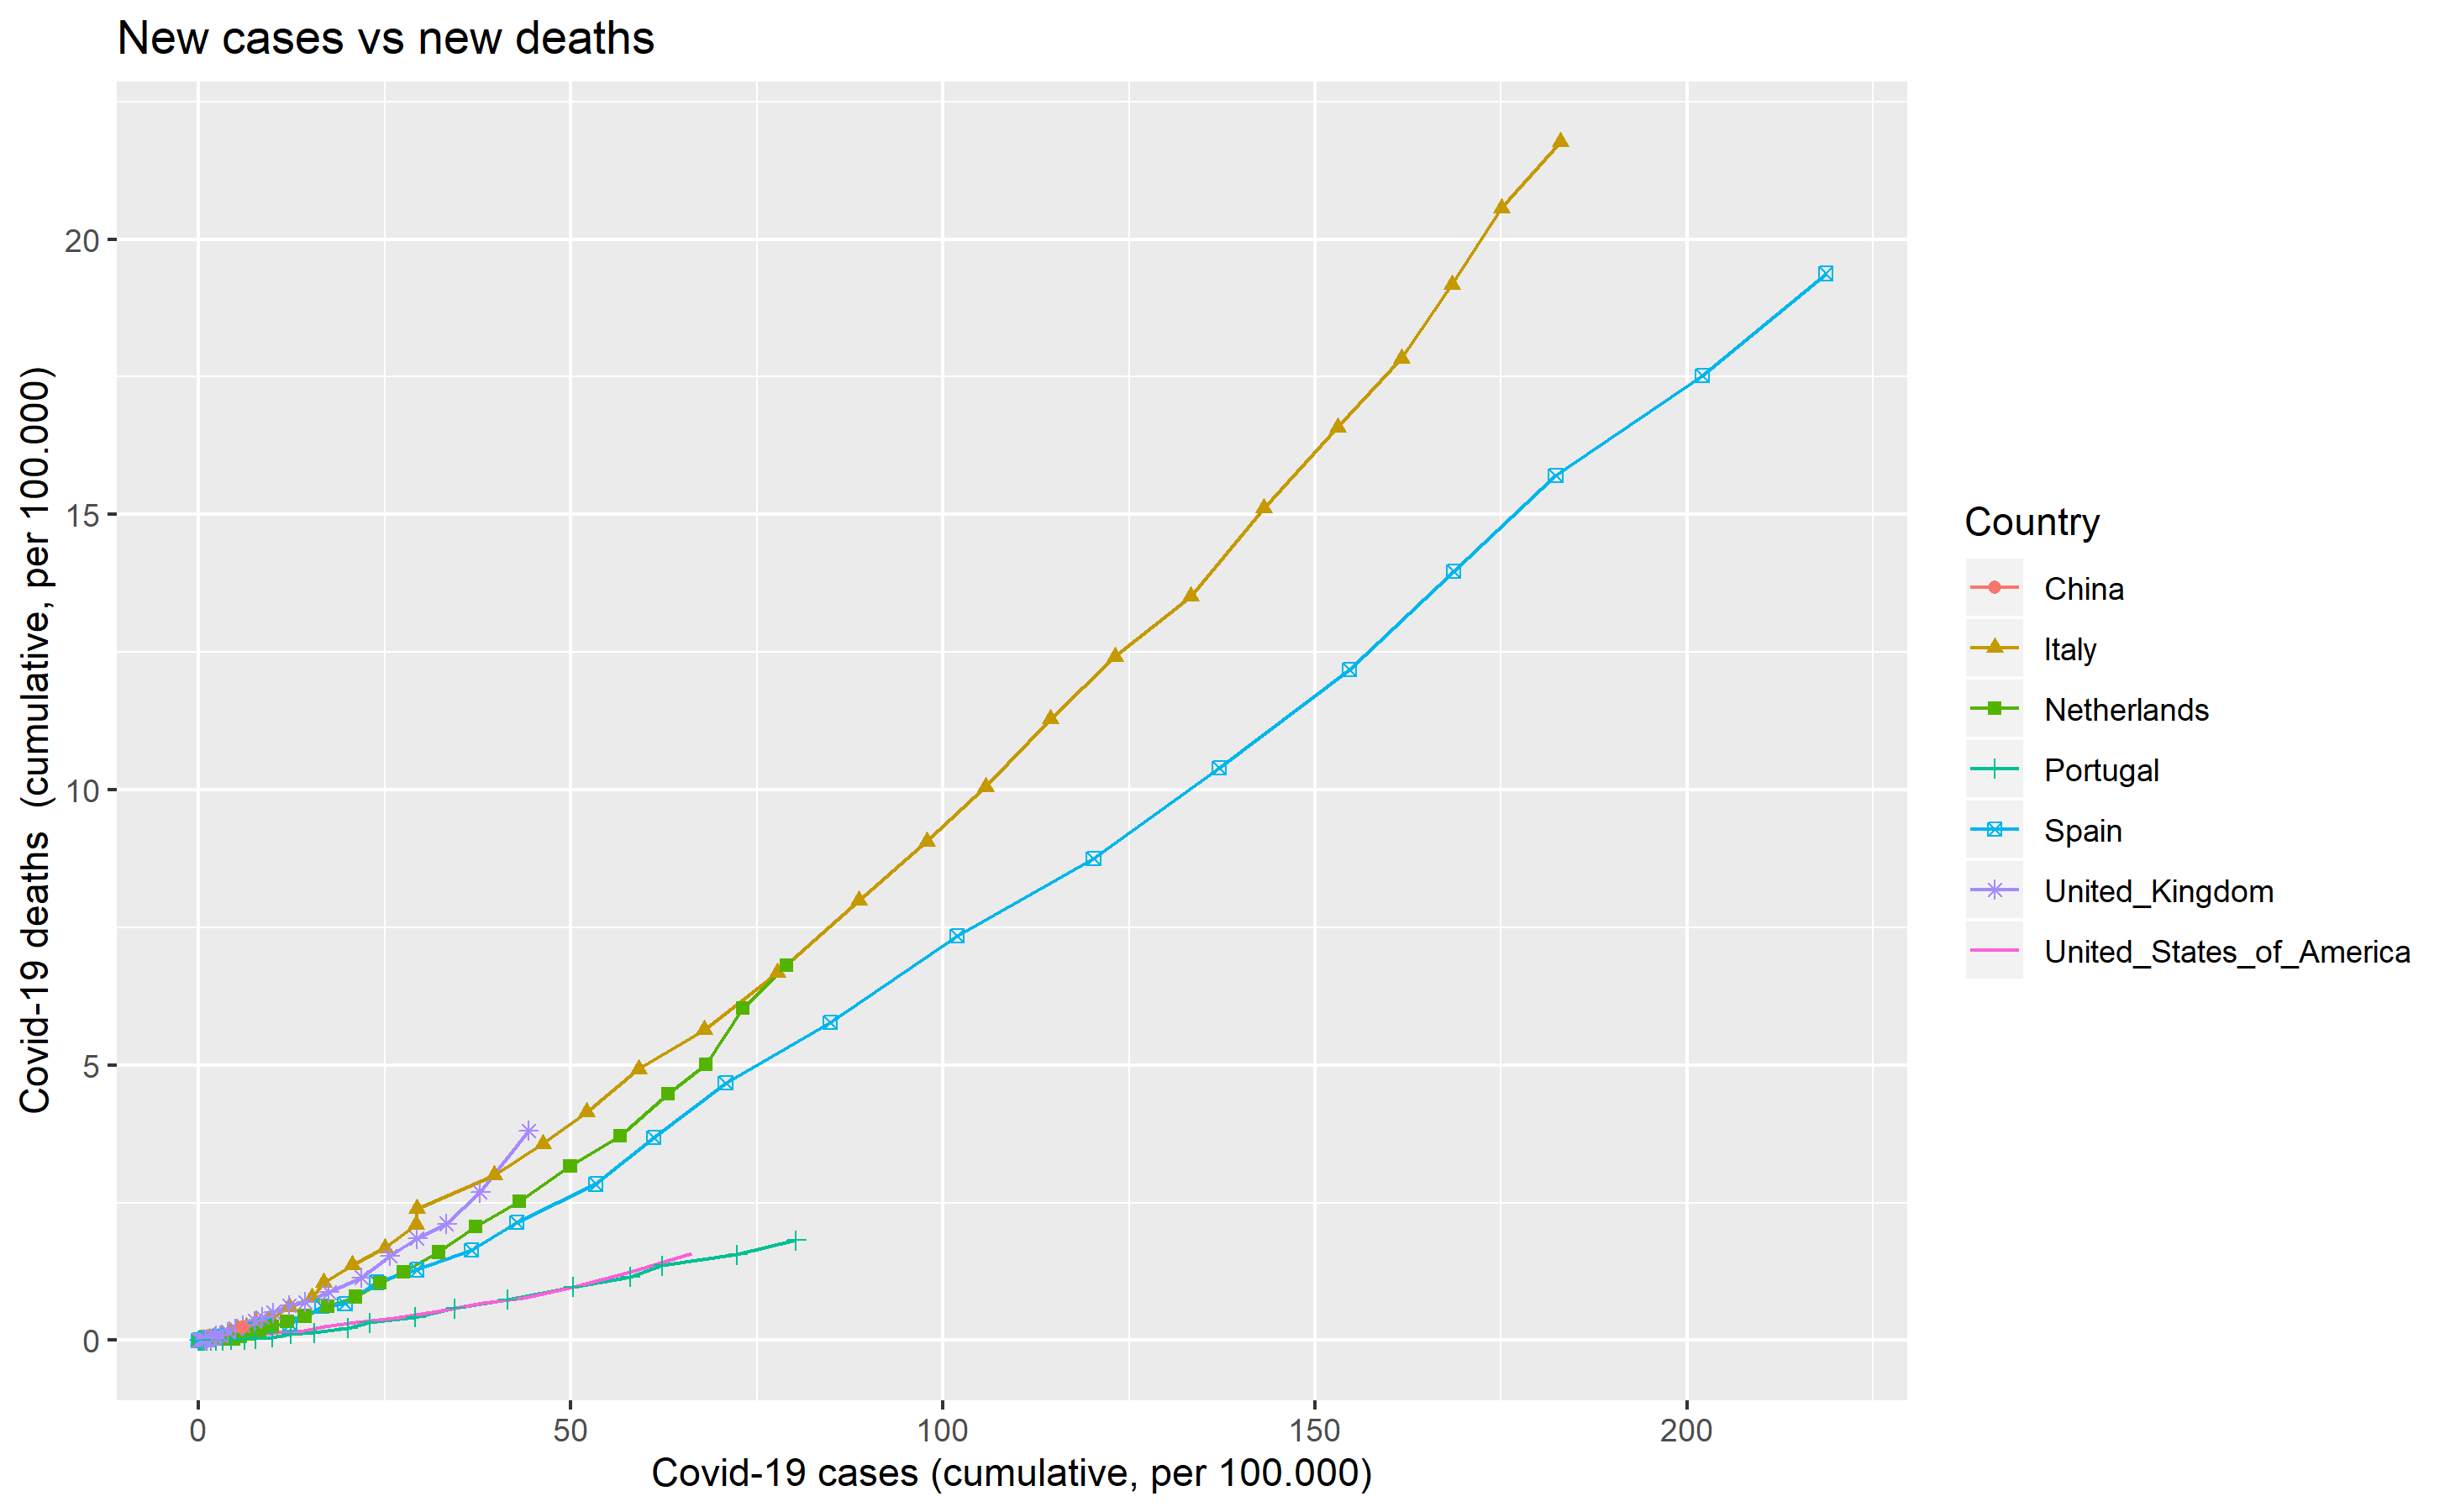 New cases vs new deaths
Covid-19 deaths  (cumulative, per 100.000)
20
15
10
5
0
0 50 100 150 200
Covid-19 cases (cumulative, per 100.000)
Country
China
Italy
Netherlands
Portugal
Spain
United_Kingdom
United_States_of_America